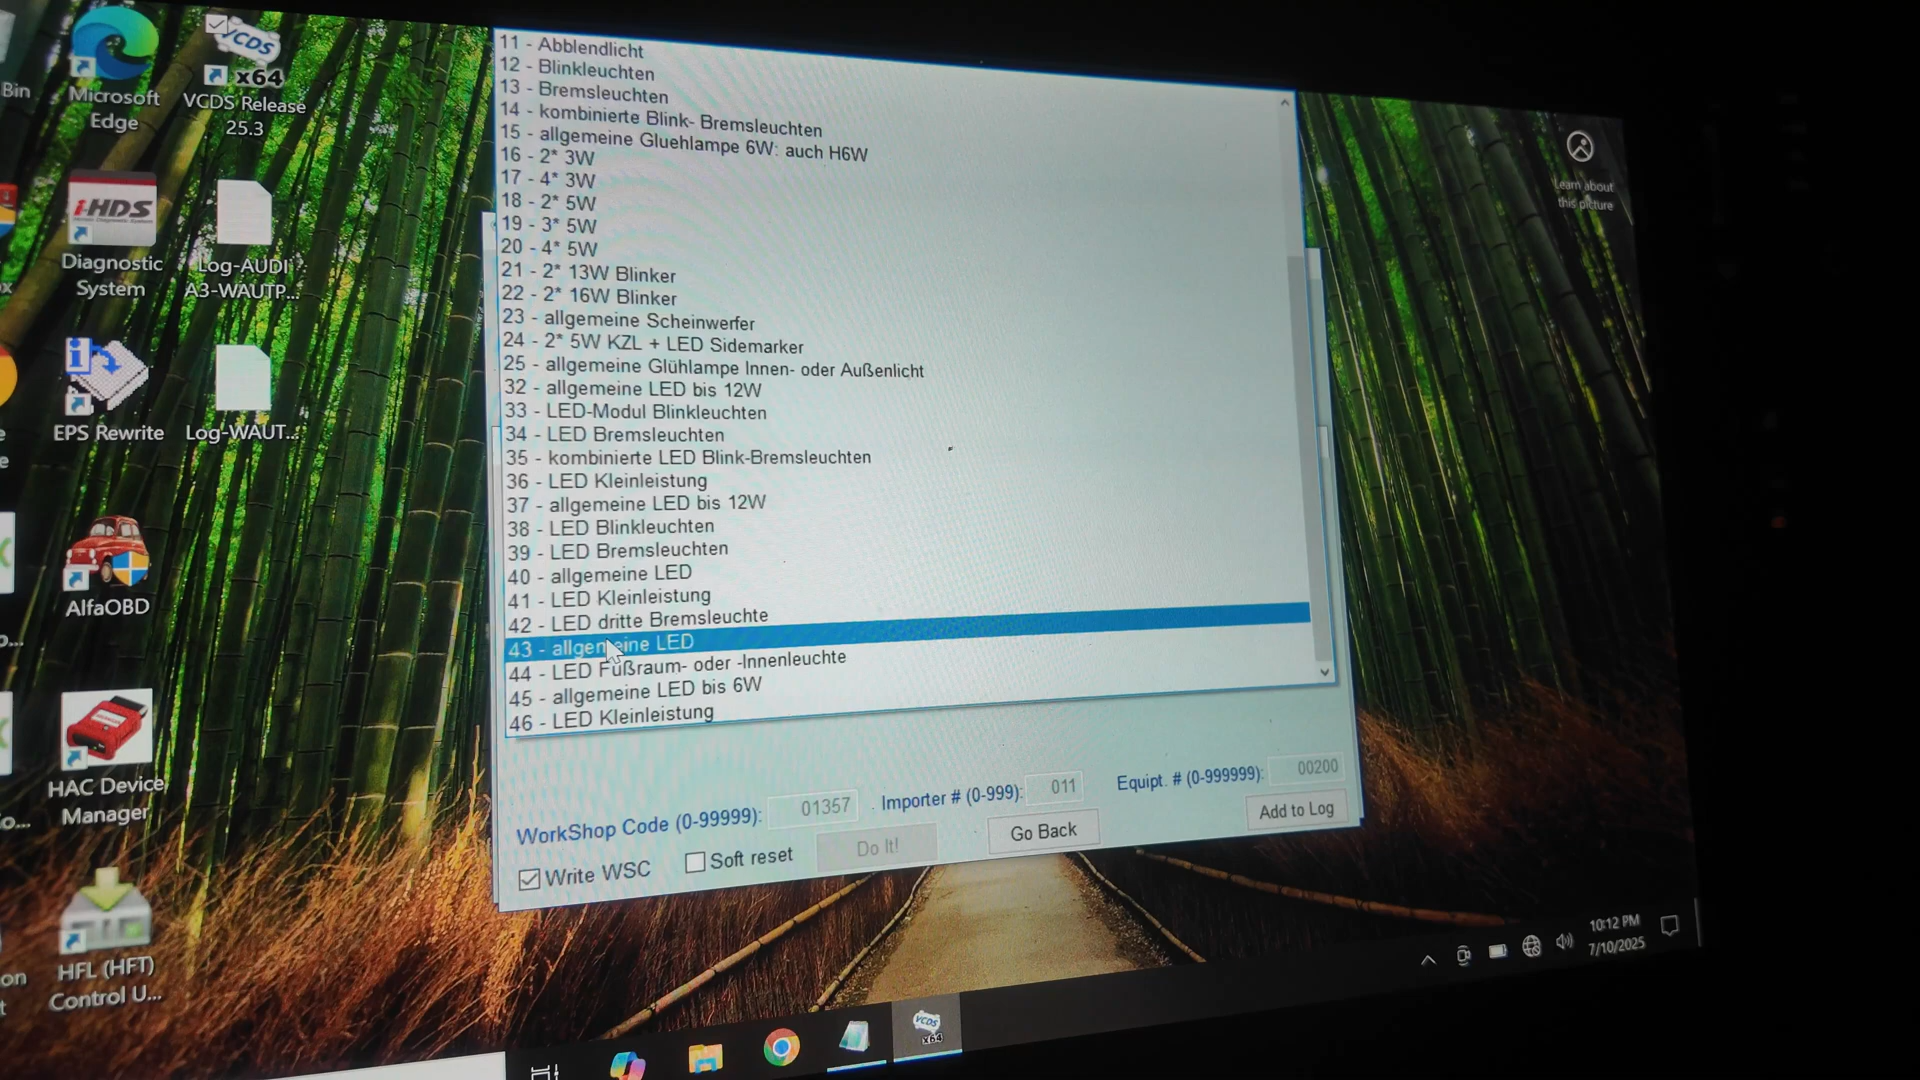 Bin
Microsoft
Edge
VCDS
x64
VCDS Release
25.3
i-HDS
Diagnostic
System
Log-AUDI
A3-WAUTP...
EPS Rewrite
Log-WAUT...
AlfaOBD
HAC Device
Manager
HFL (HFT)
Control U...
11 - Abblendlicht
12 - Blinkleuchten
13 - Bremsleuchten
14 - kombinierte Blink- Bremsleuchten
15 - allgemeine Gluehlampe 6W: auch H6W
16 - 2* 3W
17 - 4* 3W
18 - 2* 5W
19 - 3* 5W
20 - 4* 5W
21 - 2* 13W Blinker
22 - 2* 16W Blinker
23 - allgemeine Scheinwerfer
24 - 2* 5W KZL + LED Sidemarker
25 - allgemeine Glühlampe Innen- oder Außenlicht
32 - allgemeine LED bis 12W
33 - LED-Modul Blinkleuchten
34 - LED Bremsleuchten
35 - kombinierte LED Blink-Bremsleuchten
36 - LED Kleinleistung
37 - allgemeine LED bis 12W
38 - LED Blinkleuchten
39 - LED Bremsleuchten
40 - allgemeine LED
41 - LED Kleinleistung
42 - LED dritte Bremsleuchte
43 - allgemeine LED
44 - LED Fußraum- oder -Innenleuchte
45 - allgemeine LED bis 6W
46 - LED Kleinleistung
WorkShop Code (0-99999): 01357 Importer # (0-999): 011 Equipt. # (0-999999): 00200
Write WSC Soft reset Do It! Go Back Add to Log
Learn about
this picture
10:12 PM
7/10/2025
VCDS
x64